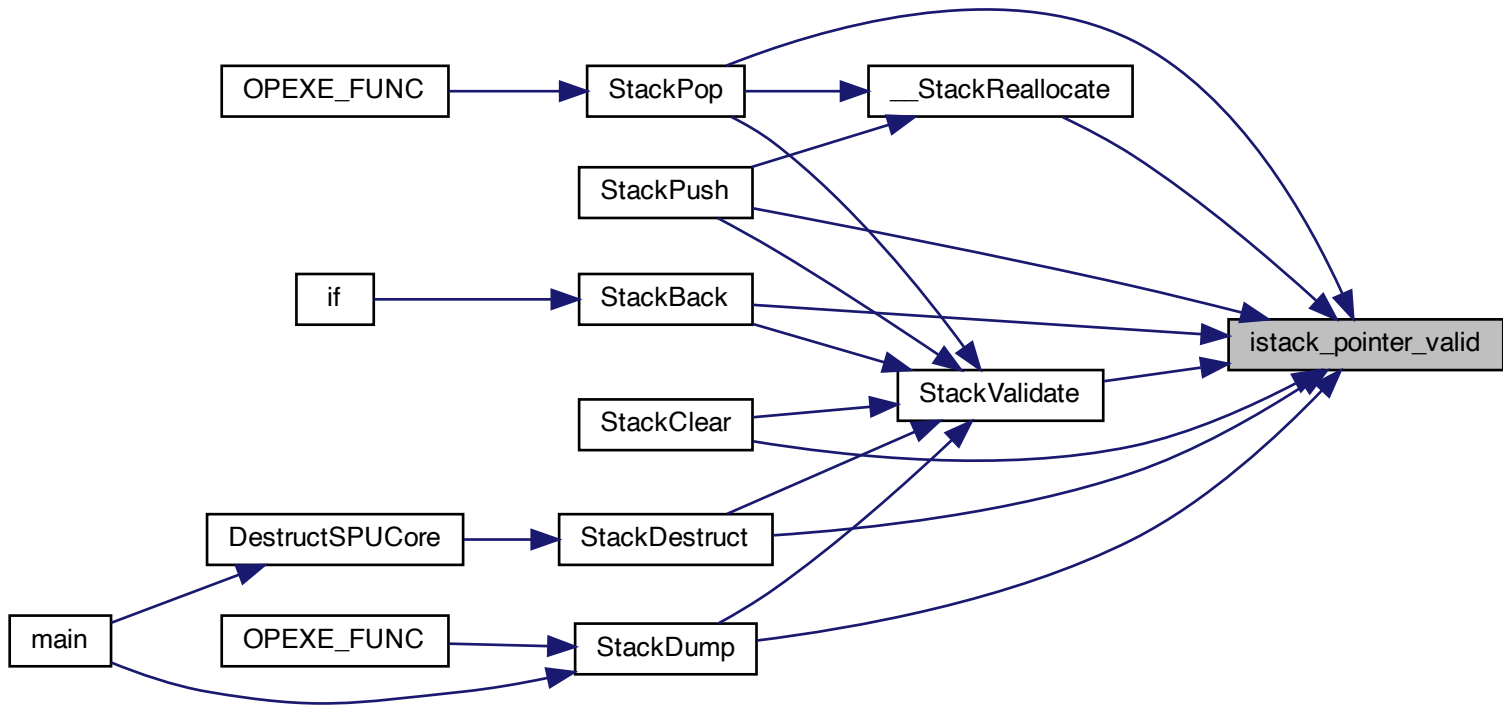 OPEXE_FUNC
StackPop
__StackReallocate
StackPush
if
StackBack
istack_pointer_valid
StackValidate
StackClear
DestructSPUCore
StackDestruct
main
OPEXE_FUNC
StackDump